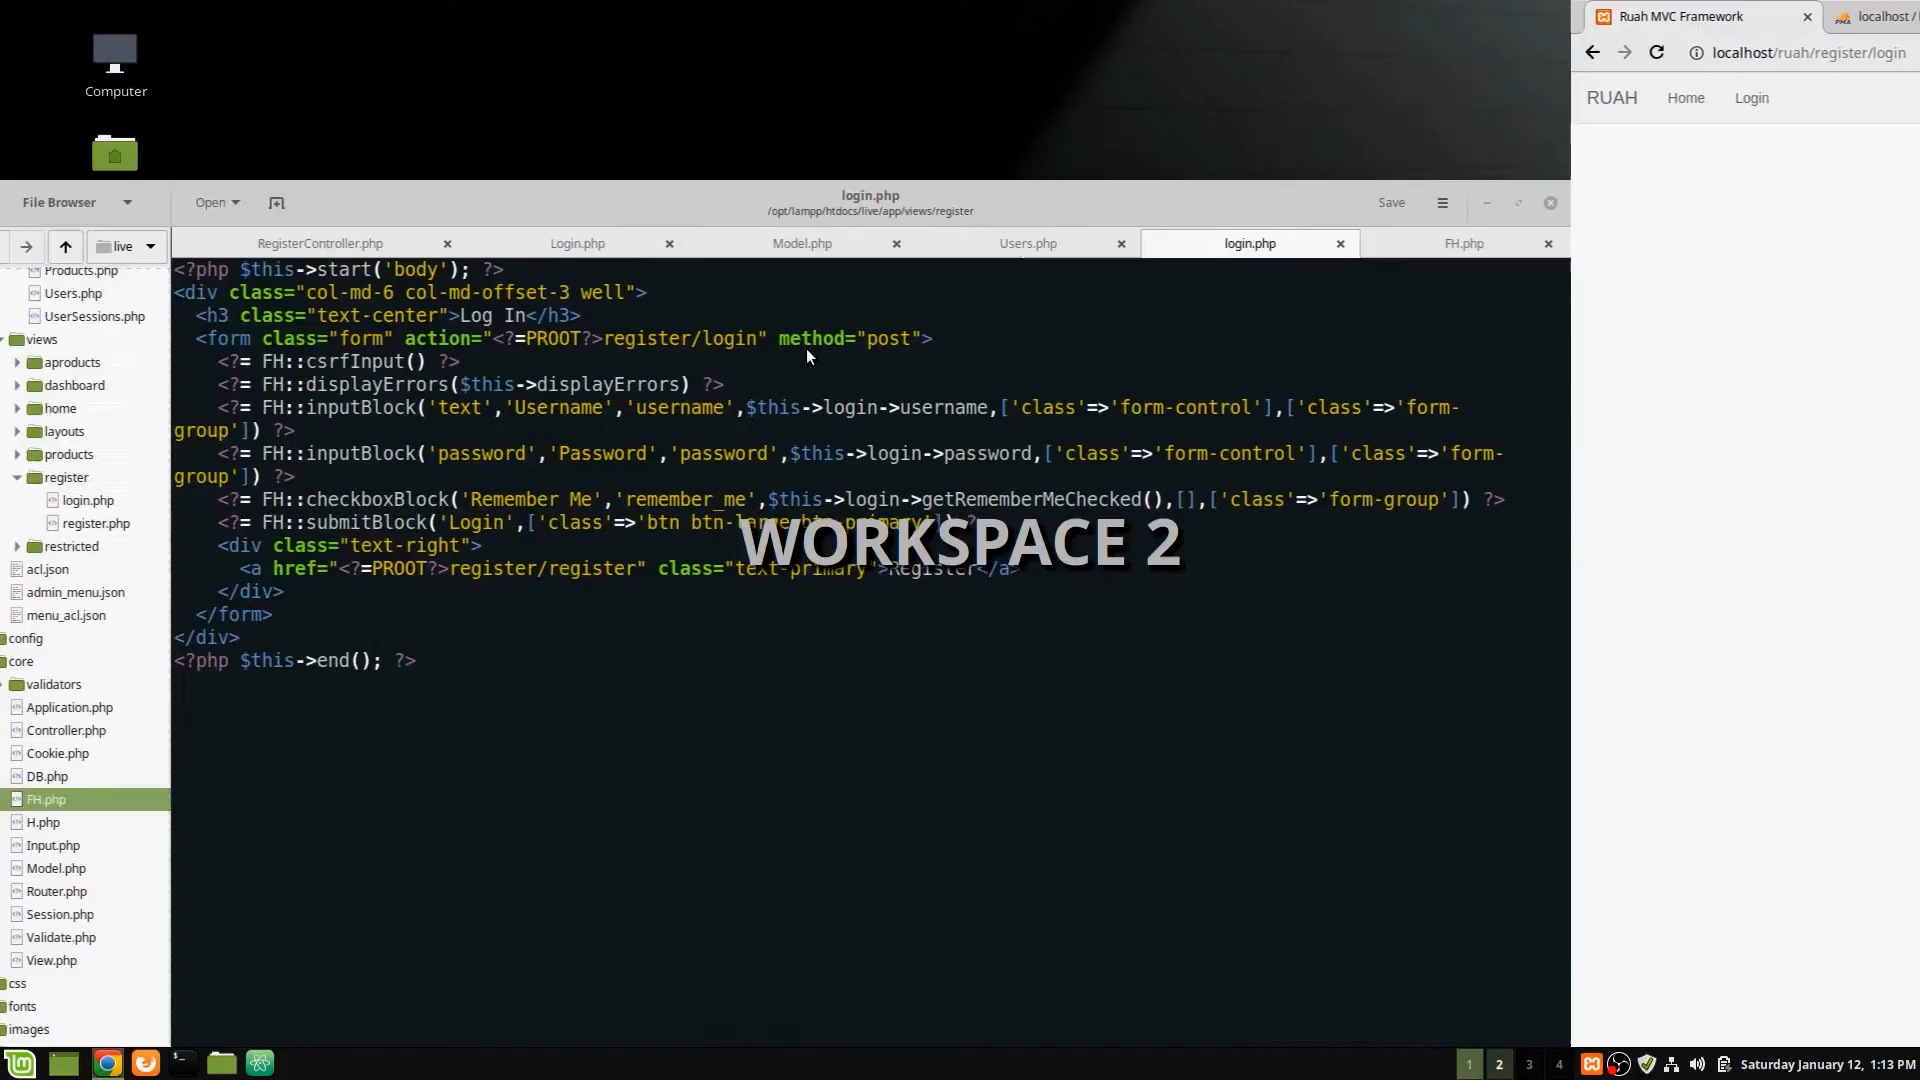 Computer
Ruah MVC Framework
localhost /
localhost/ruah/register/login
RUAH Home Login
File Browser
Open
login.php
/opt/lampp/htdocs/live/app/views/register
Save
live
RegisterController.php
Login.php
Model.php
Users.php
login.php
FH.php
Products.php
Users.php
UserSessions.php
views
aproducts
dashboard
home
layouts
products
register
login.php
register.php
restricted
acl.json
admin_menu.json
menu_acl.json
config
core
validators
Application.php
Controller.php
Cookie.php
DB.php
FH.php
H.php
Input.php
Model.php
Router.php
Session.php
Validate.php
View.php
css
fonts
images
<?php $this->start('body'); ?>
<div class="col-md-6 col-md-offset-3 well">
<h3 class="text-center">Log In</h3>
<form class="form" action="<?=PROOT?>register/login" method="post">
<?= FH::csrfInput() ?>
<?= FH::displayErrors($this->displayErrors) ?>
<?= FH::inputBlock('text','Username','username',$this->login->username,['class'=>'form-control'],['class'=>'form-
group']) ?>
<?= FH::inputBlock('password','Password','password',$this->login->password,['class'=>'form-control'],['class'=>'form-
group']) ?>
<?= FH::checkboxBlock('Remember Me','remember_me',$this->login->getRememberMeChecked(),[],['class'=>'form-group']) ?>
<?= FH::submitBlock('Login',['class'=>'btn btn-large btn-primary']) ?>
<div class="text-right">
<a href="<?=PROOT?>register/register" class="text-primary">Register</a>
</div>
</form>
</div>
<?php $this->end(); ?>
WORKSPACE 2
1 2 3 4
Saturday January 12, 1:13 PM